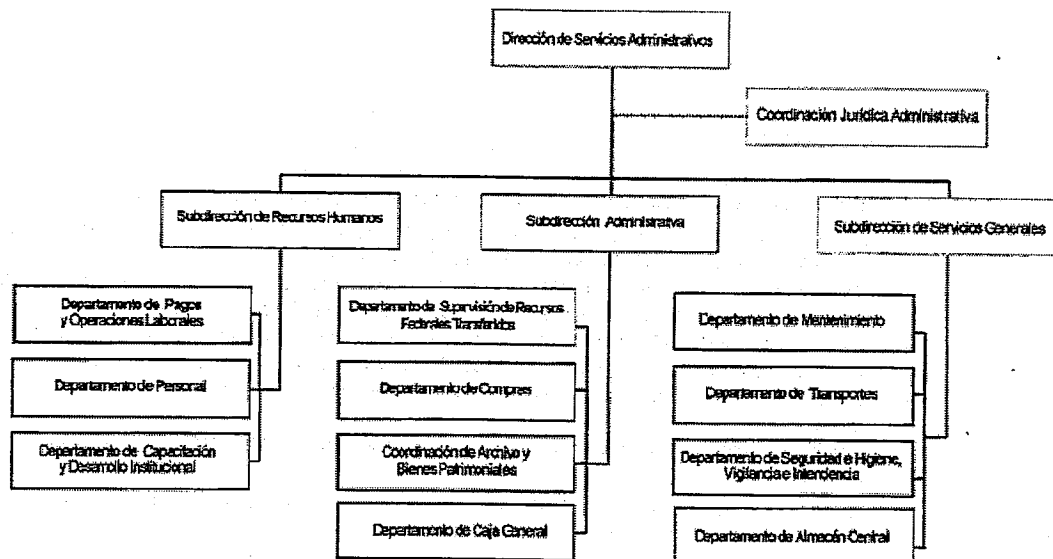 Dirección de Servicios Administrativos
Coordinación Jurídica Administrativa
Subdirección de Recursos Humanos
Subdirección Administrativa
Subdirección de Servicios Generales
Departamento de Pagos
y Operaciones Laborales
Departamento de Personal
Departamento de Capacitación
y Desarrollo Institucional
Departamento de Supervisión de Recursos
Federales Transferidos
Departamento de Compras
Coordinación de Archivo y
Bienes Patrimoniales
Departamento de Caja General
Departamento de Mantenimiento
Departamento de Transportes
Departamento de Seguridad e Higiene,
Vigilancia e Intendencia
Departamento de Almacén Central